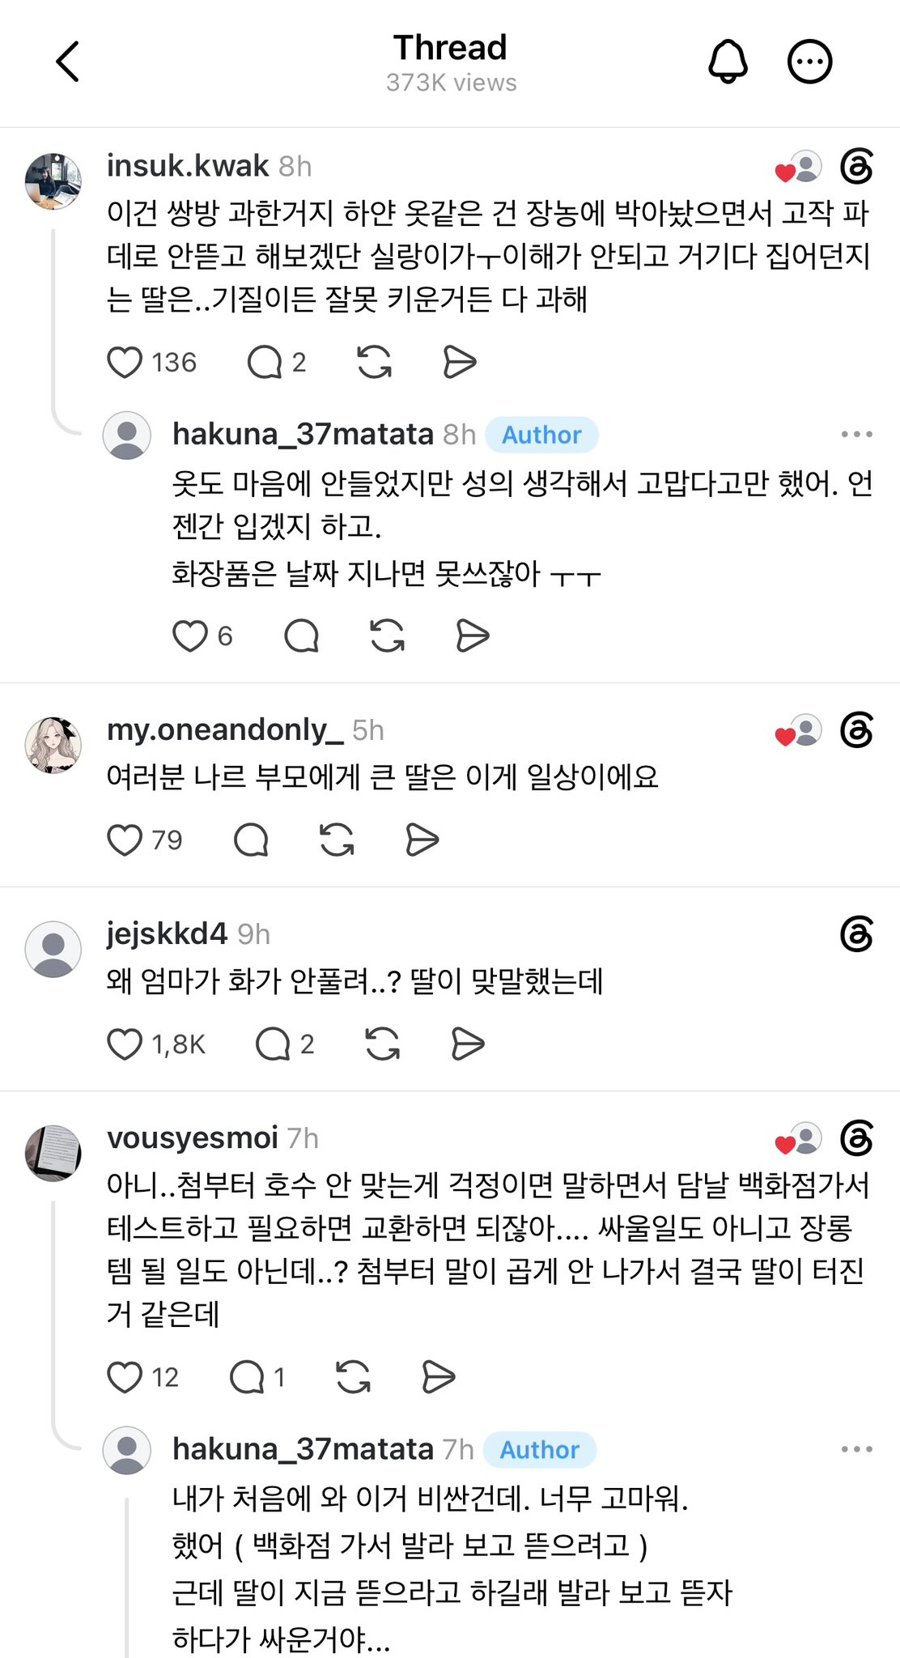 Thread
373K views
insuk.kwak 8h
이건 쌍방 과한거지 하얀 옷같은 건 장농에 박아놨으면서 고작 파
데로 안뜯고 해보겠단 실랑이가ㅜ이해가 안되고 거기다 집어던지
는 딸은..기질이든 잘못 키운거든 다 과해
136 2
hakuna_37matata 8h Author
옷도 마음에 안들었지만 성의 생각해서 고맙다고만 했어. 언
젠간 입겠지 하고.
화장품은 날짜 지나면 못쓰잖아 ㅜㅜ
6
my.oneandonly_ 5h
여러분 나르 부모에게 큰 딸은 이게 일상이에요
79
jejskkd4 9h
왜 엄마가 화가 안풀려..? 딸이 맞말했는데
1,8K 2
vousyesmoi 7h
아니..첨부터 호수 안 맞는게 걱정이면 말하면서 담날 백화점가서
테스트하고 필요하면 교환하면 되잖아.... 싸울일도 아니고 장롱
템 될 일도 아닌데..? 첨부터 말이 곱게 안 나가서 결국 딸이 터진
거 같은데
12 1
hakuna_37matata 7h Author
내가 처음에 와 이거 비싼건데. 너무 고마워.
했어 ( 백화점 가서 발라 보고 뜯으려고 )
근데 딸이 지금 뜯으라고 하길래 발라 보고 뜯자
하다가 싸운거야...